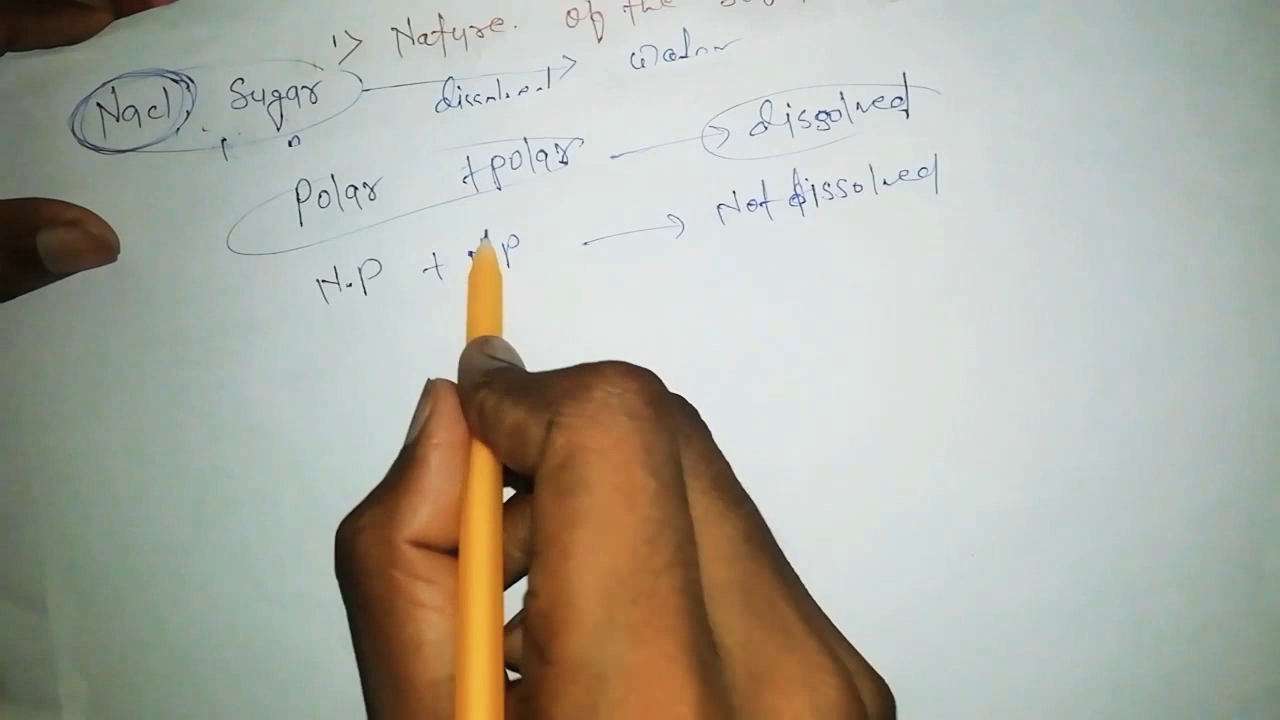 1> Nature. Of the
Nacl, Sugar dissolved water
Polar + polar → dissolved
N.P + P → Not dissolved